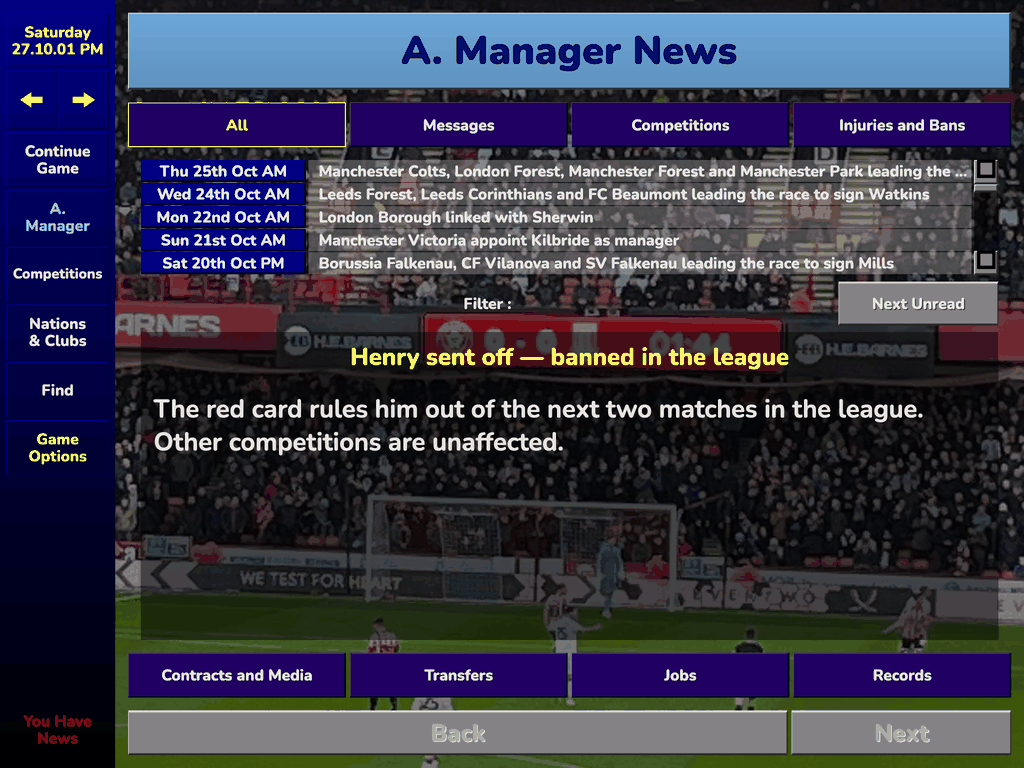 Saturday
27.10.01 PM
Continue
Game
A.
Manager
Competitions
Nations
& Clubs
Find
Game
Options
You Have
News
A. Manager News
All
Messages
Competitions
Injuries and Bans
Thu 25th Oct AM
Manchester Colts, London Forest, Manchester Forest and Manchester Park leading the ...
Wed 24th Oct AM
Leeds Forest, Leeds Corinthians and FC Beaumont leading the race to sign Watkins
Mon 22nd Oct AM
London Borough linked with Sherwin
Sun 21st Oct AM
Manchester Victoria appoint Kilbride as manager
Sat 20th Oct PM
Borussia Falkenau, CF Vilanova and SV Falkenau leading the race to sign Mills
Filter :
Next Unread
ARNES
H.E.BARNES
0 - 0
01:44
H.E.BARNES
Henry sent off — banned in the league
The red card rules him out of the next two matches in the league.
Other competitions are unaffected.
WE TEST FOR HEART
Contracts and Media
Transfers
Jobs
Records
Back
Next